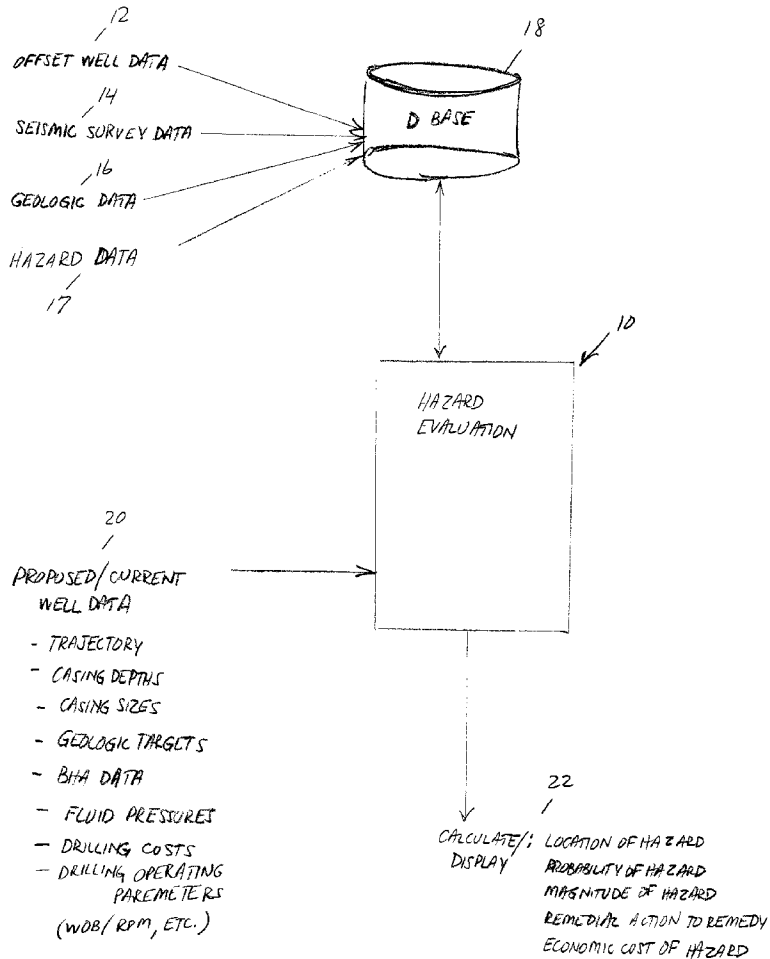 12
OFFSET WELL DATA
14
SEISMIC SURVEY DATA
16
GEOLOGIC DATA
HAZARD DATA
17
18
D BASE
10
HAZARD
EVALUATION
20
PROPOSED/CURRENT
WELL DATA
- TRAJECTORY
- CASING DEPTHS
- CASING SIZES
- GEOLOGIC TARGETS
- BHA DATA
- FLUID PRESSURES
- DRILLING COSTS
- DRILLING OPERATING
PAREMETERS
(WOB/RPM, ETC.)
22
CALCULATE/: LOCATION OF HAZARD
DISPLAY PROBABILITY OF HAZARD
MAGNITUDE OF HAZARD
REMEDIAL ACTION TO REMEDY
ECONOMIC COST OF HAZARD